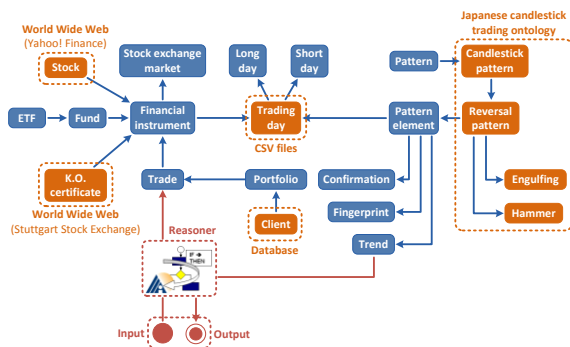 World Wide Web
(Yahoo! Finance)
Stock
Stock exchange
market
Long
day
Short
day
Japanese candlestick
trading ontology
Pattern
Candlestick
pattern
ETF
Fund
Financial
instrument
Trading
day
CSV files
Pattern
element
Reversal
pattern
K.O.
certificate
World Wide Web
(Stuttgart Stock Exchange)
Trade
Portfolio
Confirmation
Engulfing
Fingerprint
Hammer
Client
Database
Trend
Reasoner
IF
THEN
Input
Output